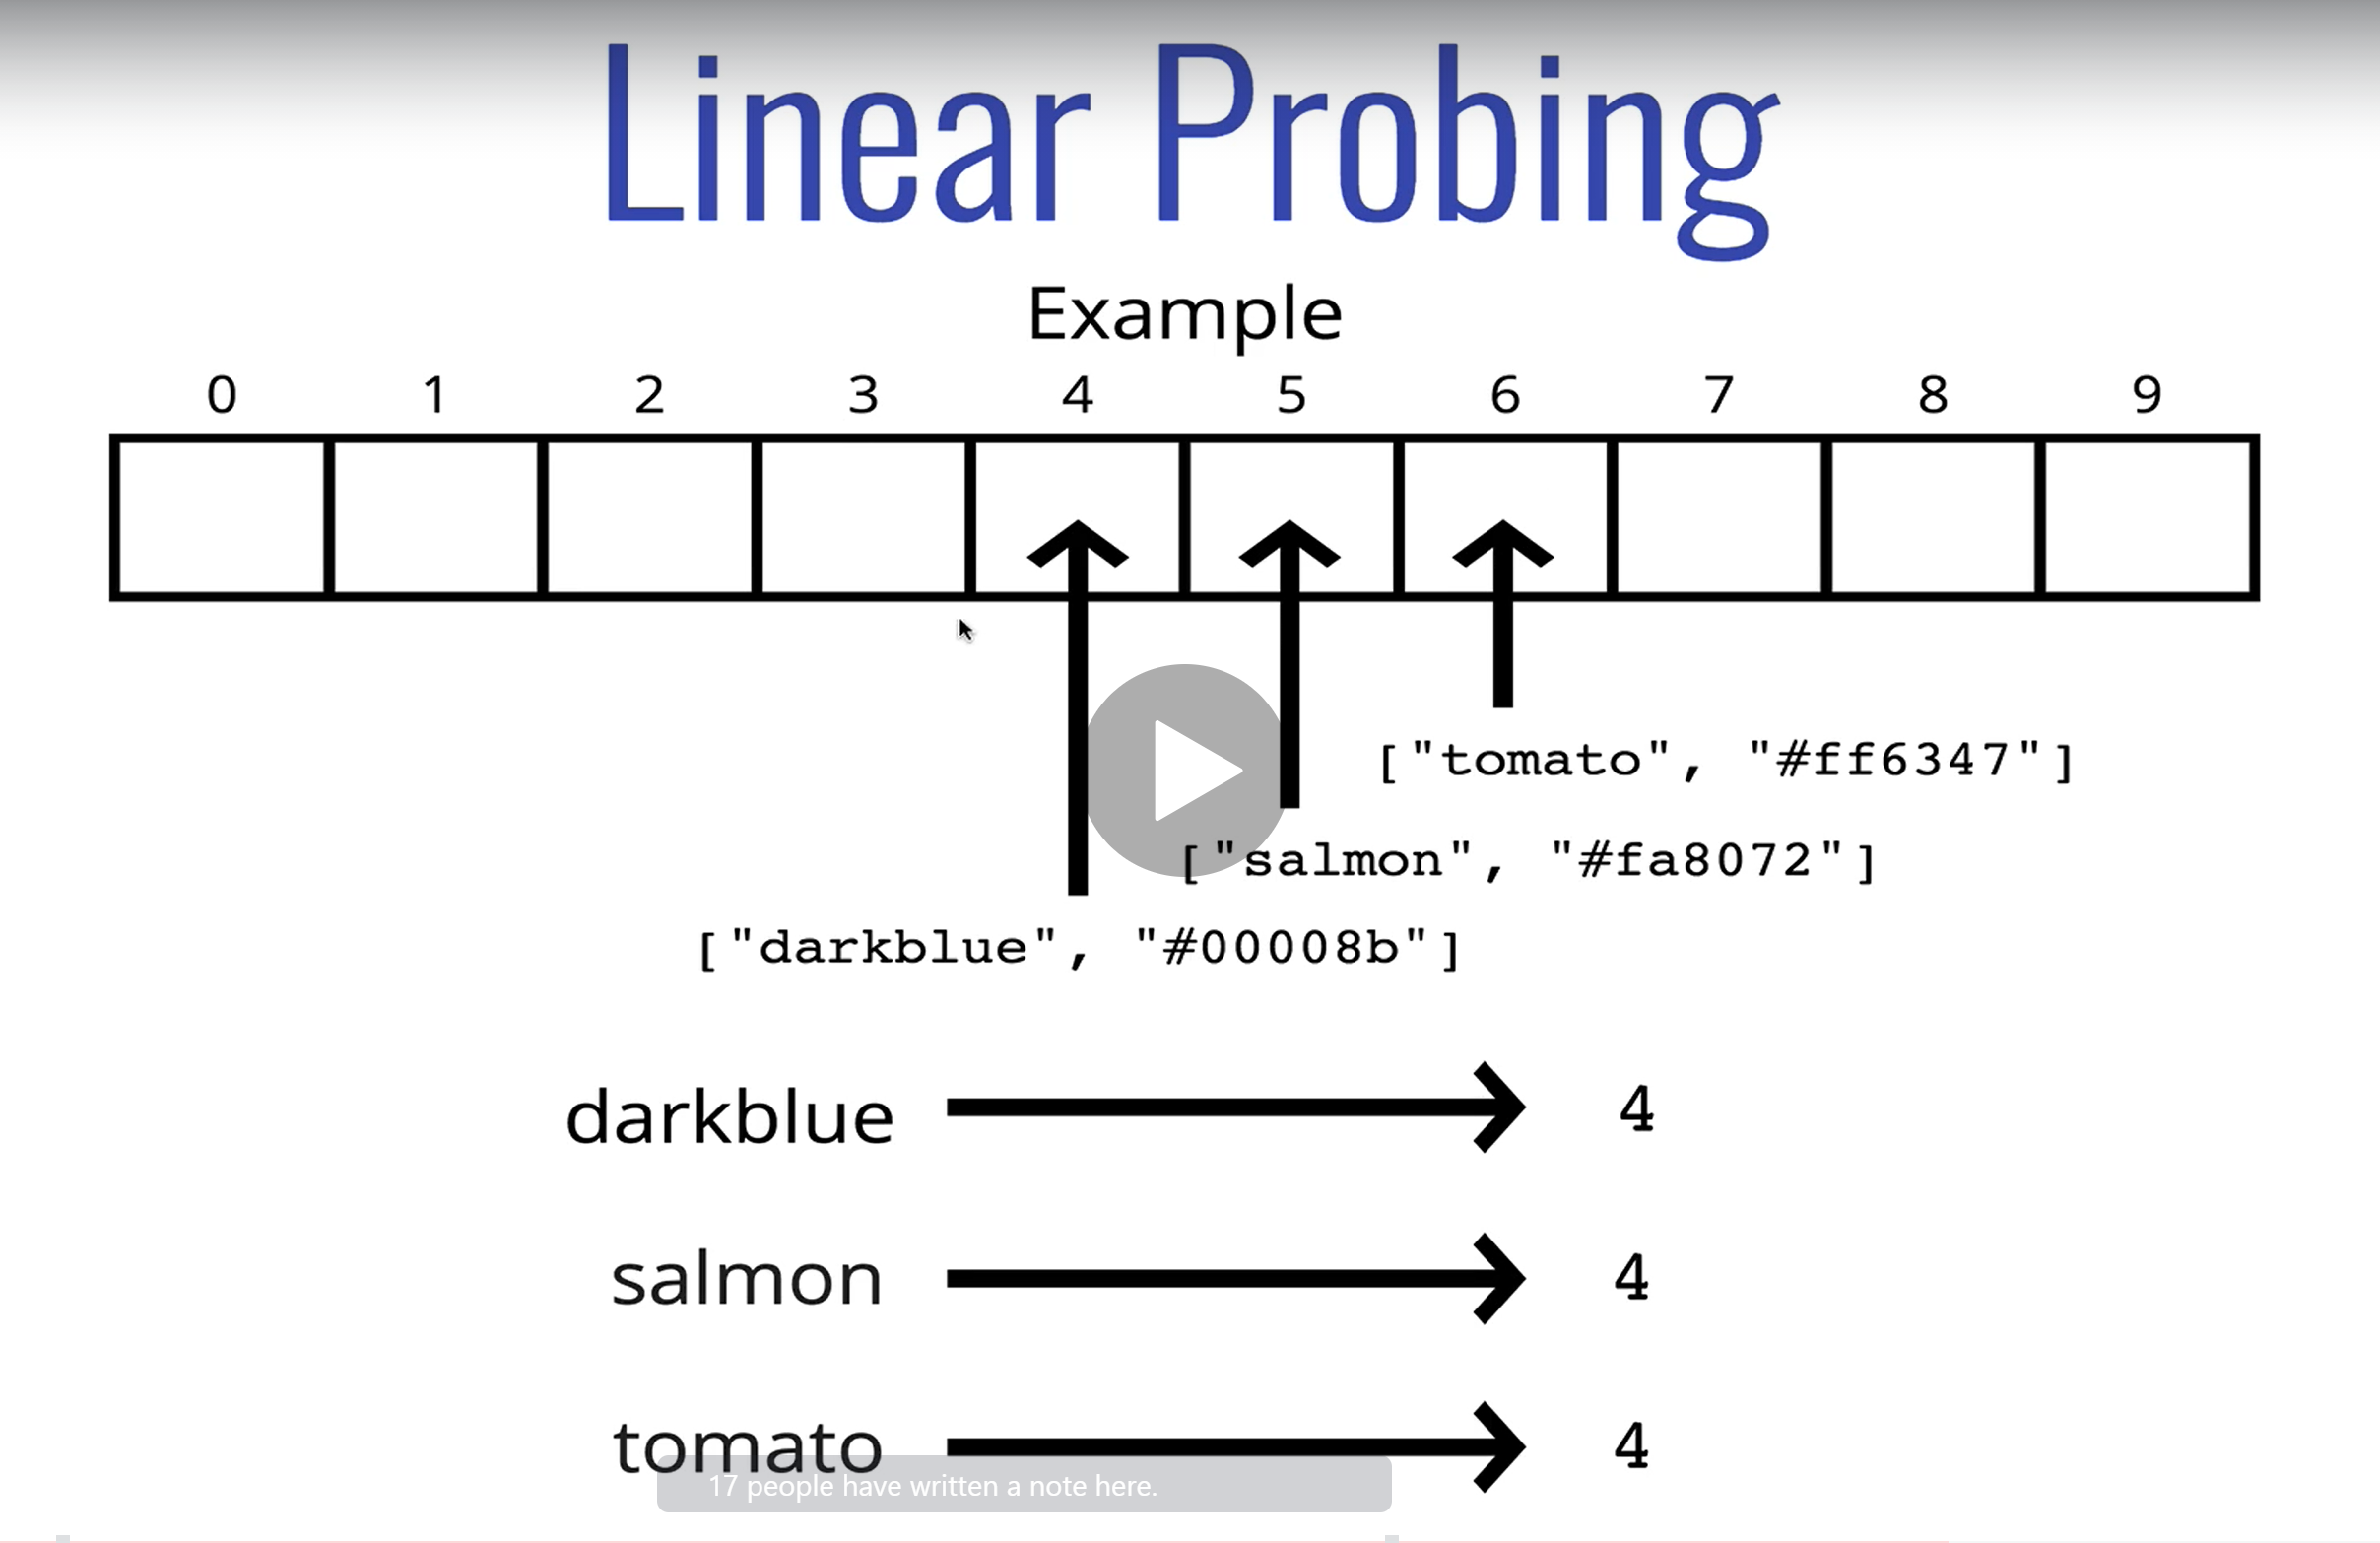 Linear Probing
Example
0 1 2 3 4 5 6 7 8 9
["tomato", "#ff6347"]
["salmon", "#fa8072"]
["darkblue", "#00008b"]
darkblue 4
salmon 4
tomato 4
17 people have written a note here.